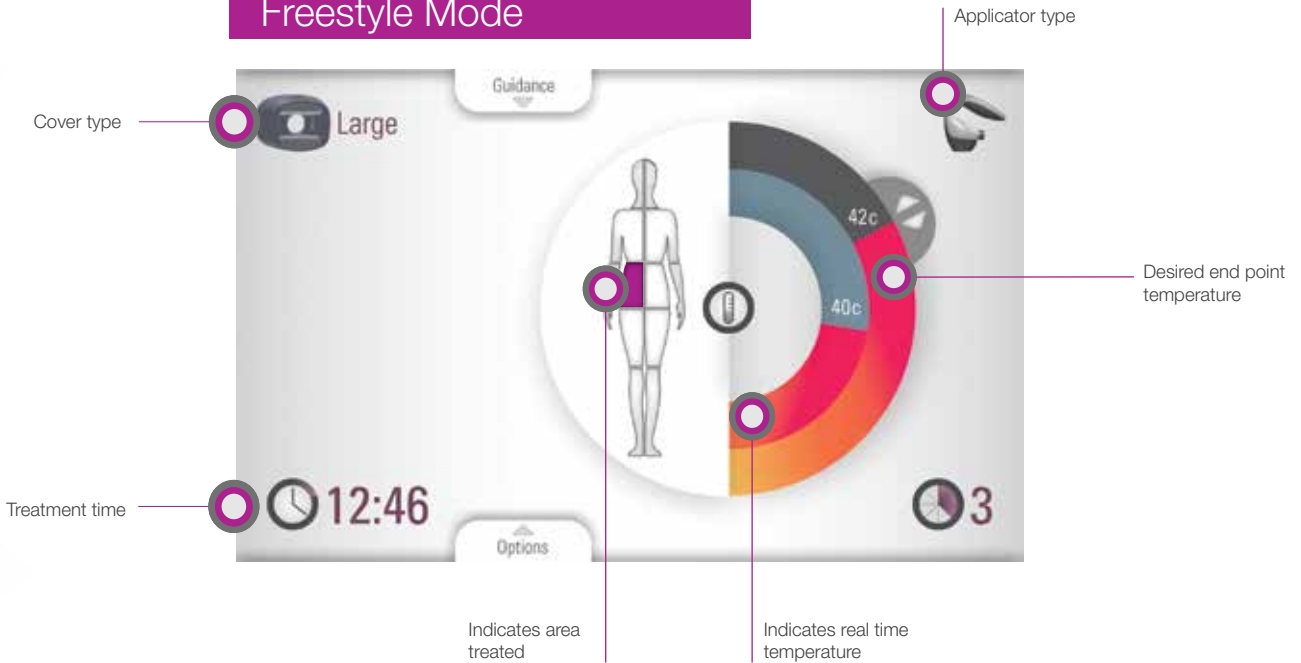 Freestyle Mode
Applicator type
Guidance
Cover type
Large
42c
Desired end point
temperature
40c
Treatment time
12:46
3
Options
Indicates area
treated
Indicates real time
temperature